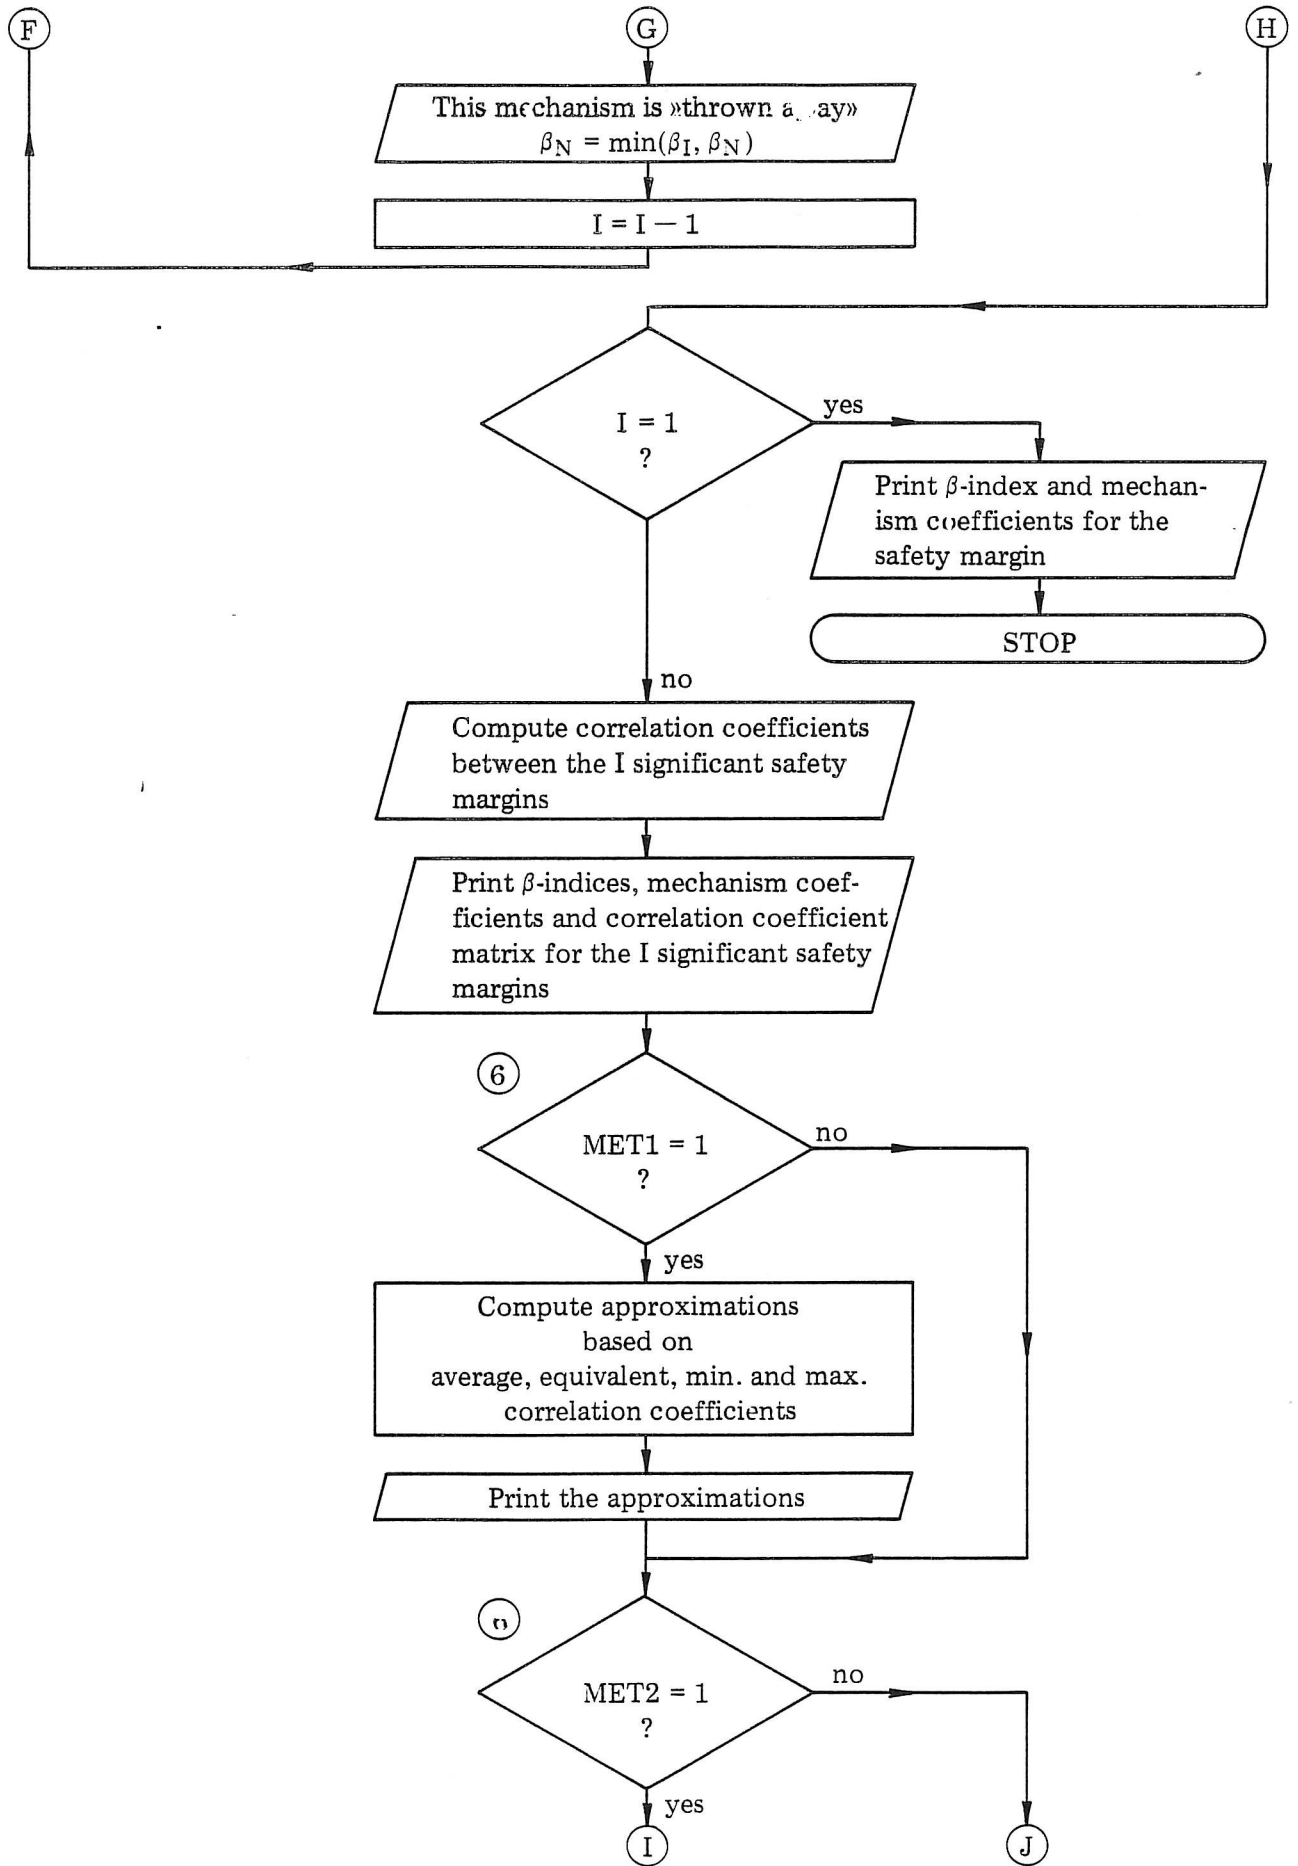 F
G
H
This mechanism is »thrown
β_N = min(β_I, β_N)
I = I — 1
I = 1
?
yes
Print β-index and mechan-
ism coefficients for the
safety margin
STOP
no
Compute correlation coefficients
between the I significant safety
margins
Print β-indices, mechanism coef-
ficients and correlation coefficient
matrix for the I significant safety
margins
6
MET1 = 1
?
no
yes
Compute approximations
based on
average, equivalent, min. and max.
correlation coefficients
Print the approximations
MET2 = 1
?
no
yes
I
J